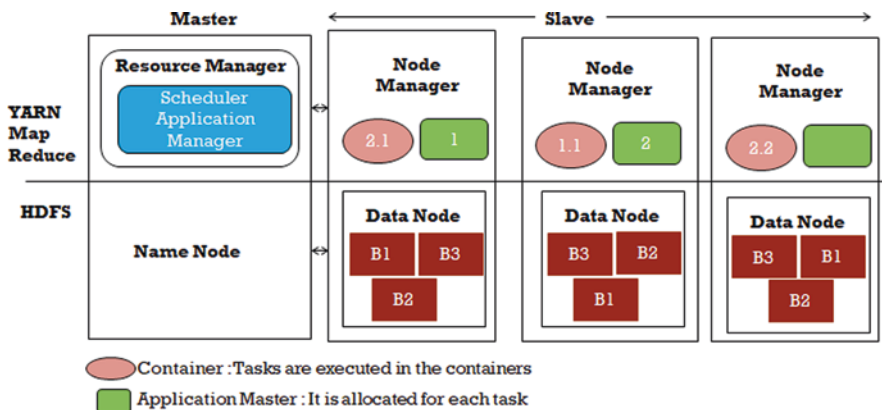 Master
Slave
Resource Manager
Scheduler
Application
Manager
Node
Manager
2.1
1
Node
Manager
1.1
2
Node
Manager
2.2
YARN
Map
Reduce
HDFS
Name Node
Data Node
B1
B3
B2
Data Node
B3
B2
B1
Data Node
B3
B1
B2
Container : Tasks are executed in the containers
Application Master : It is allocated for each task